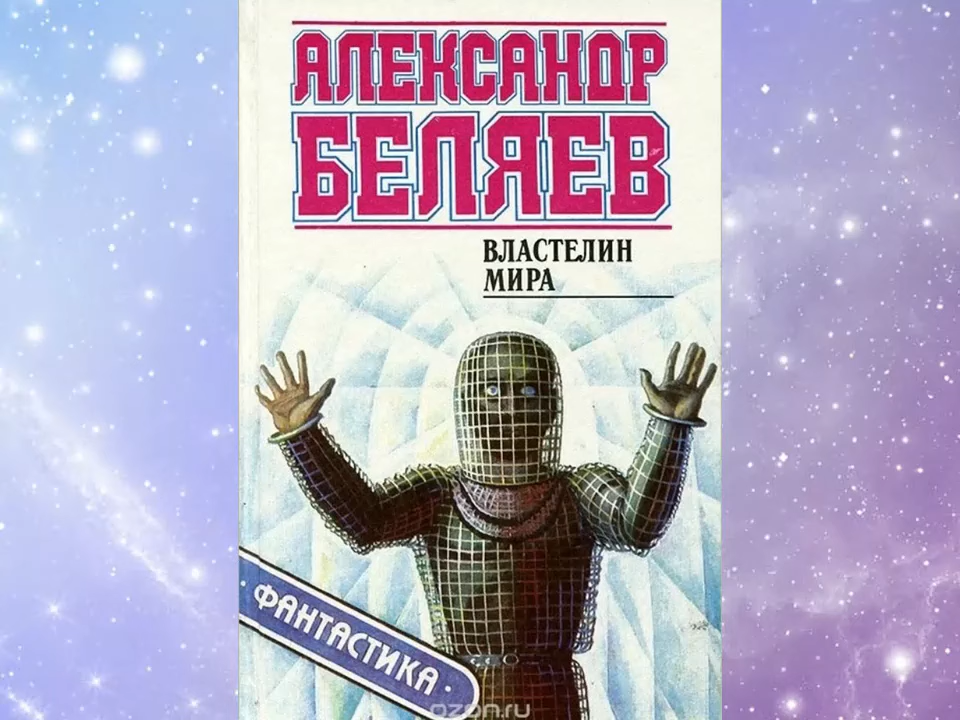 АЛЕКСАНДР
БЕЛЯЕВ
ВЛАСТЕЛИН
МИРА
·ФАНТАСТИКА·
ozon.ru